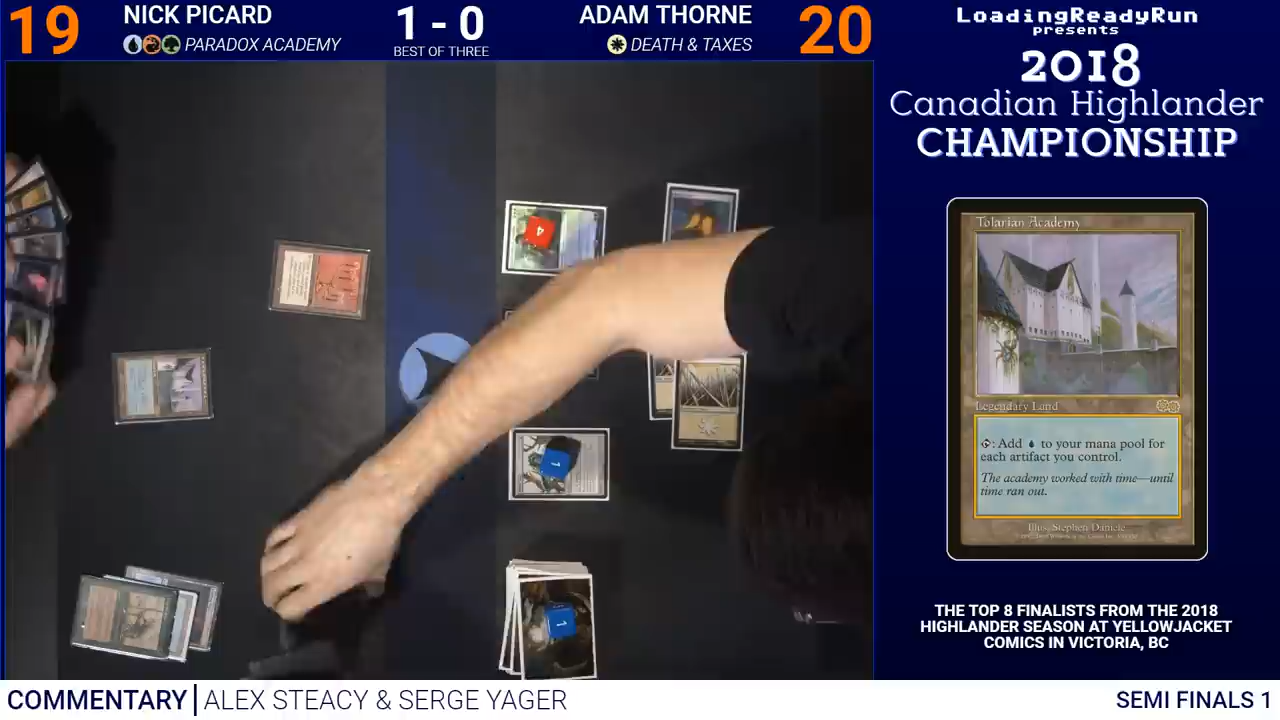 19
NICK PICARD
PARADOX ACADEMY
1 - 0
BEST OF THREE
ADAM THORNE
DEATH & TAXES
20
LoadingReadyRun
presents
2018
Canadian Highlander
CHAMPIONSHIP
4
1
1
Tolarian Academy
Legendary Land
: Add to your mana pool for
each artifact you control.
The academy worked with time—until
time ran out.
Illus. Stephen Daniele
THE TOP 8 FINALISTS FROM THE 2018
HIGHLANDER SEASON AT YELLOWJACKET
COMICS IN VICTORIA, BC
COMMENTARY | ALEX STEACY & SERGE YAGER
SEMI FINALS 1